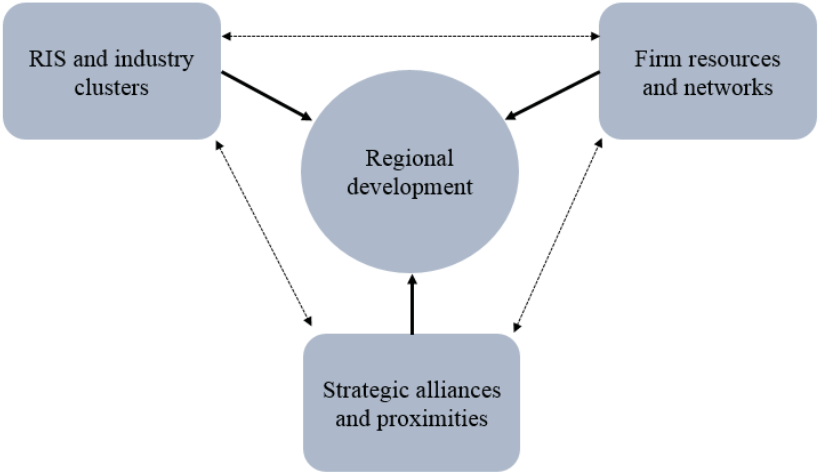 RIS and industry
clusters
Firm resources
and networks
Regional
development
Strategic alliances
and proximities